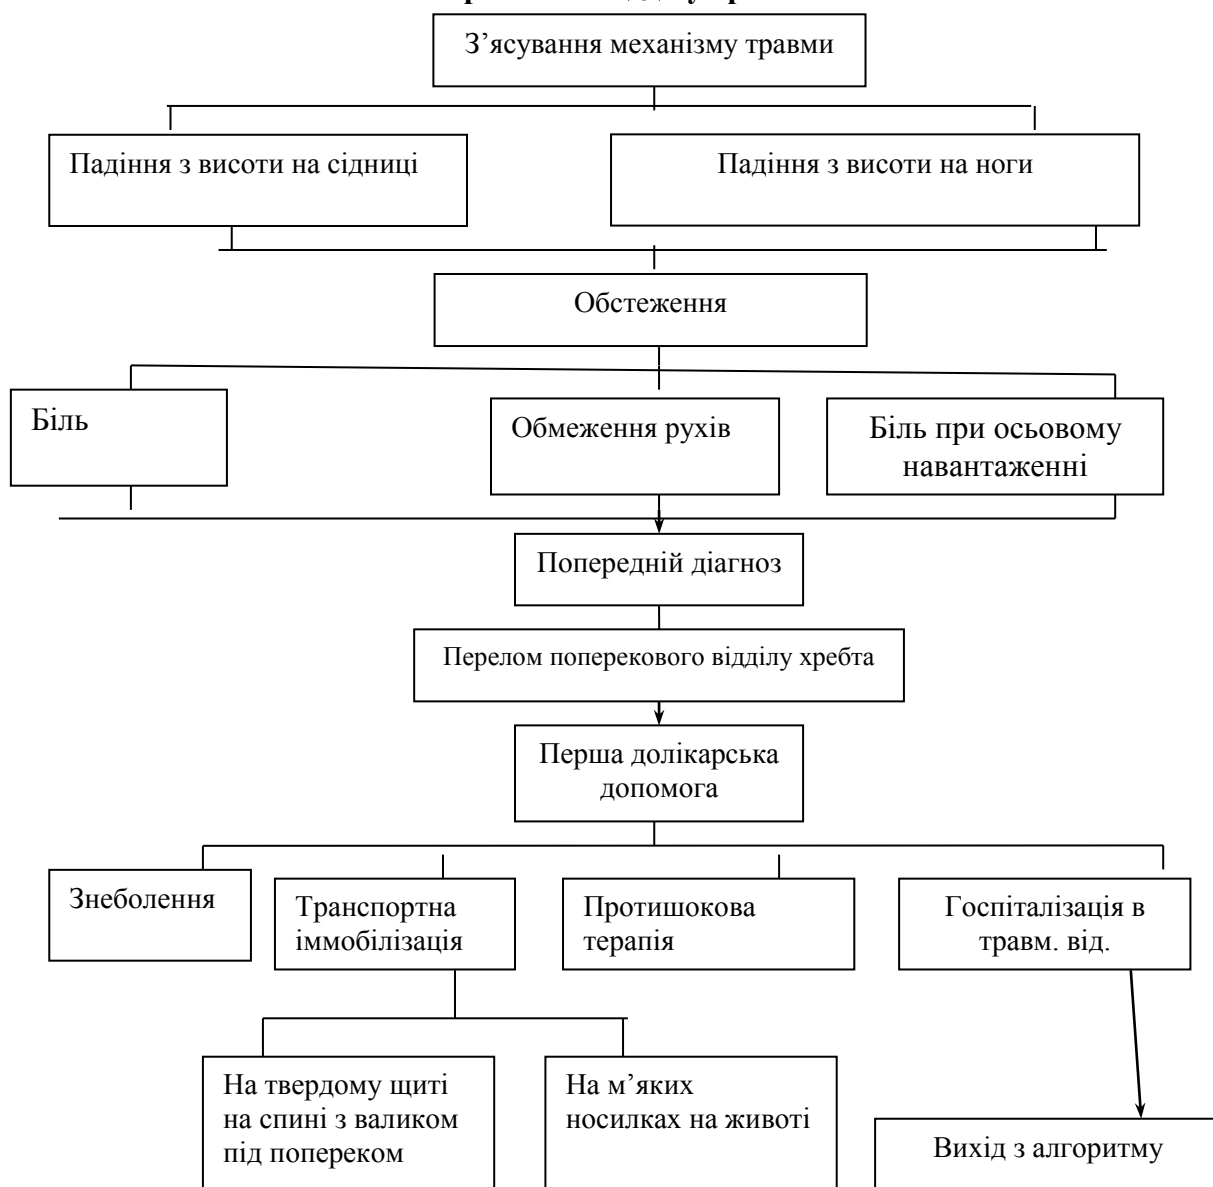 З’ясування механізму травми
Падіння з висоти на сідниці
Падіння з висоти на ноги
Обстеження
Біль
Обмеження рухів
Біль при осьовому
навантаженні
Попередній діагноз
Перелом поперекового відділу хребта
Перша долікарська
допомога
Знеболення
Транспортна
іммобілізація
Протишокова
терапія
Госпіталізація в
травм. від.
На твердому щиті
на спині з валиком
під попереком
На м’яких
носилках на животі
Вихід з алгоритму